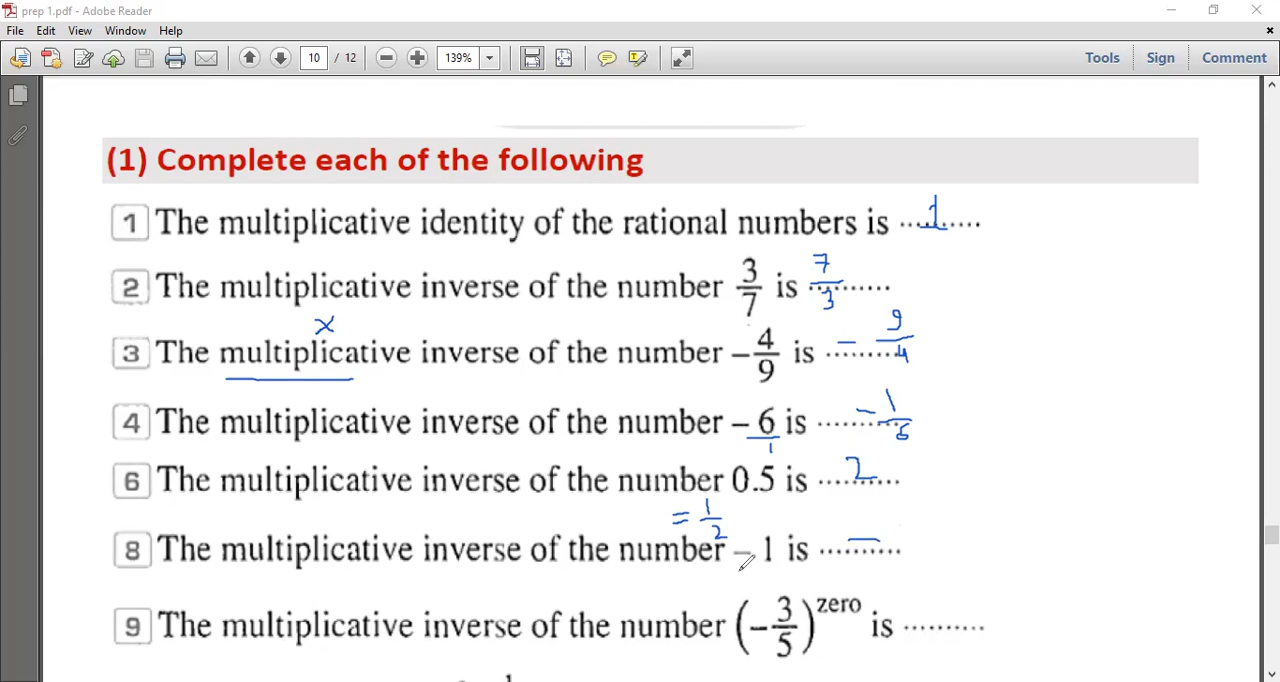 prep 1.pdf - Adobe Reader
File Edit View Window Help
10 / 12 139% Tools Sign Comment
(1) Complete each of the following
1 The multiplicative identity of the rational numbers is ...1...
2 The multiplicative inverse of the number 3/7 is 7/3
x
3 The multiplicative inverse of the number -4/9 is - 9/4
4 The multiplicative inverse of the number -6/1 is - 1/6
6 The multiplicative inverse of the number 0.5 is ...2...
= 1/2
8 The multiplicative inverse of the number -1 is -
9 The multiplicative inverse of the number (-3/5)^zero is ..........